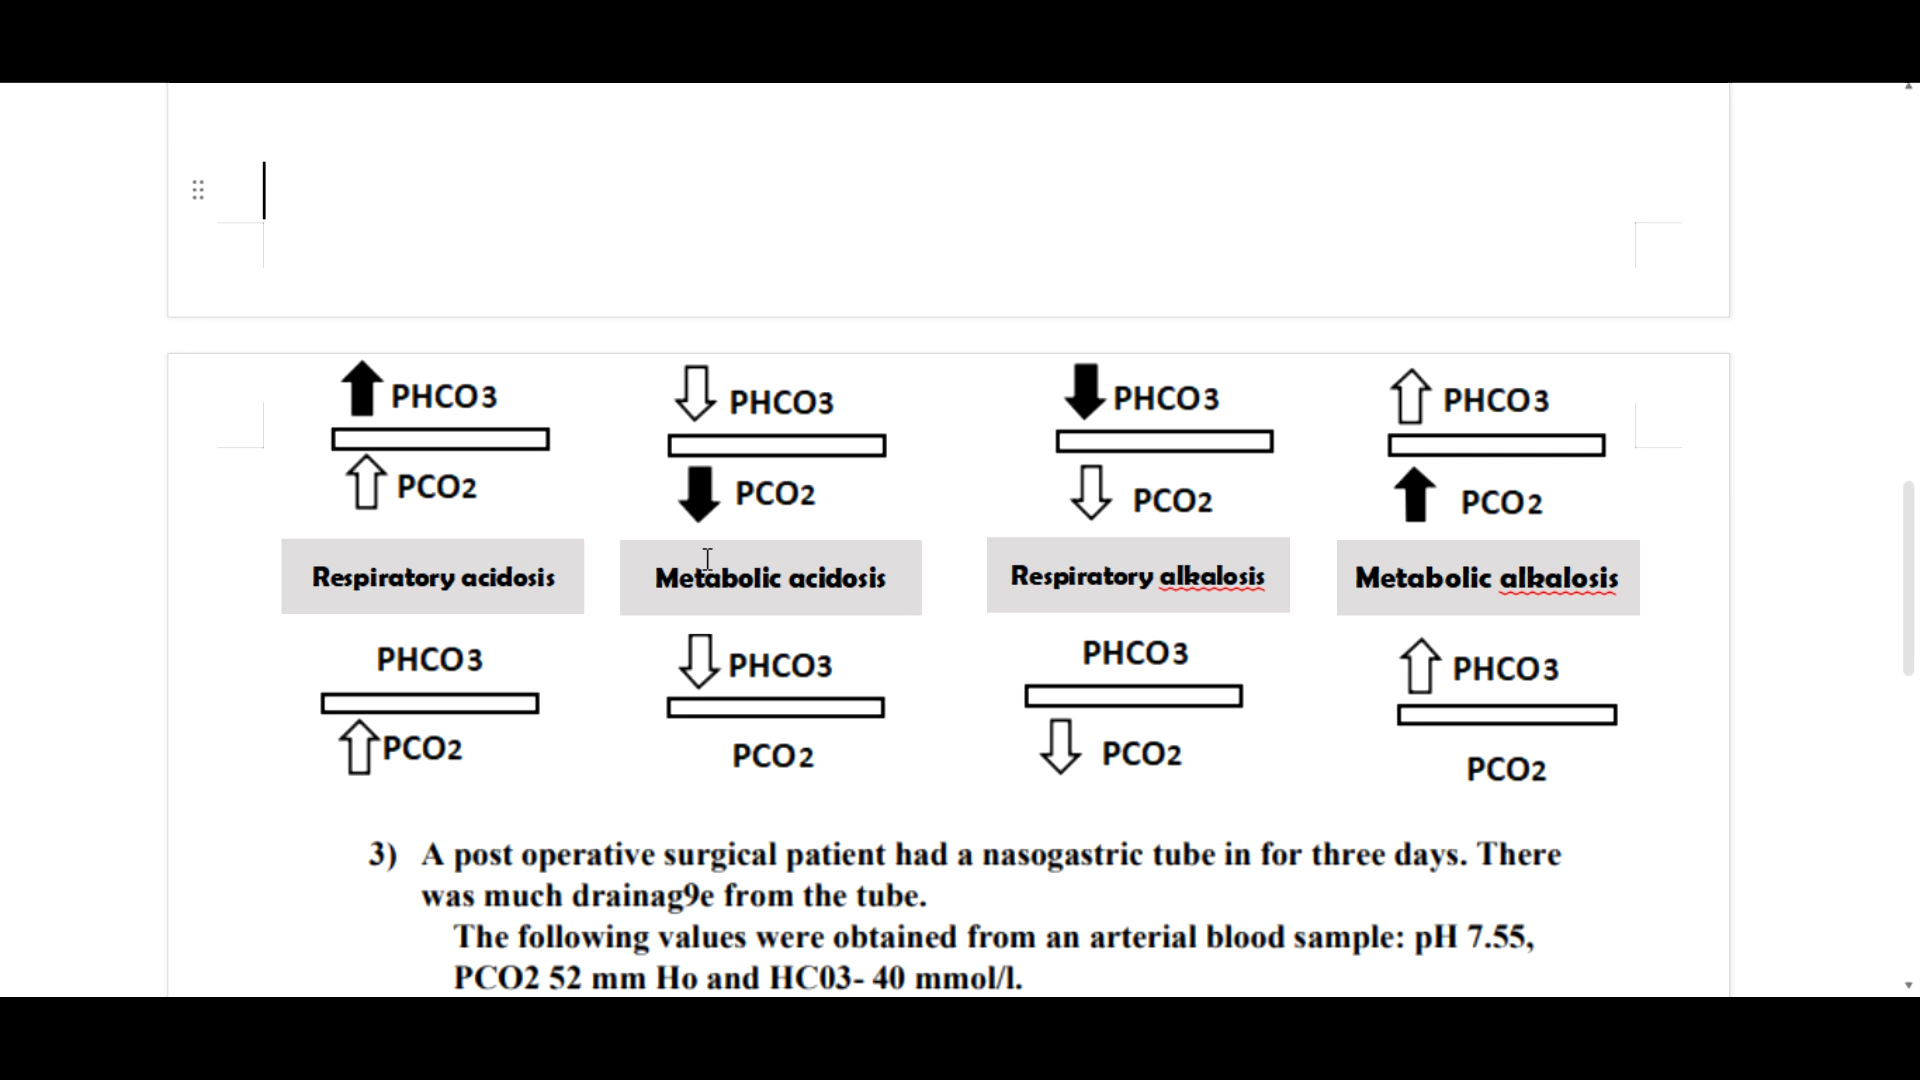 PHCO3 PHCO3 PHCO3 PHCO3
PCO2 PCO2 PCO2 PCO2
Respiratory acidosis Metabolic acidosis Respiratory alkalosis Metabolic alkalosis
PHCO3 PHCO3 PHCO3 PHCO3
PCO2 PCO2 PCO2 PCO2
3) A post operative surgical patient had a nasogastric tube in for three days. There
was much drainag9e from the tube.
The following values were obtained from an arterial blood sample: pH 7.55,
PCO2 52 mm Ho and HC03- 40 mmol/l.